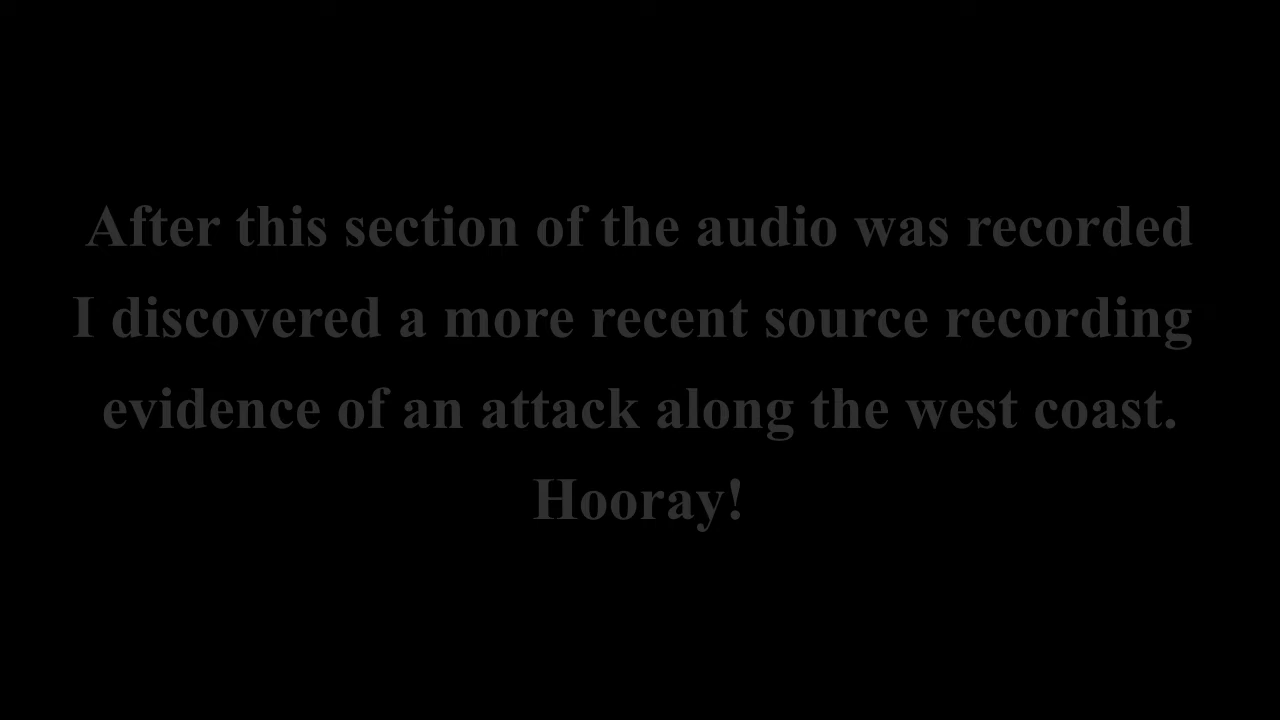 After this section of the audio was recorded
I discovered a more recent source recording
evidence of an attack along the west coast.
Hooray!